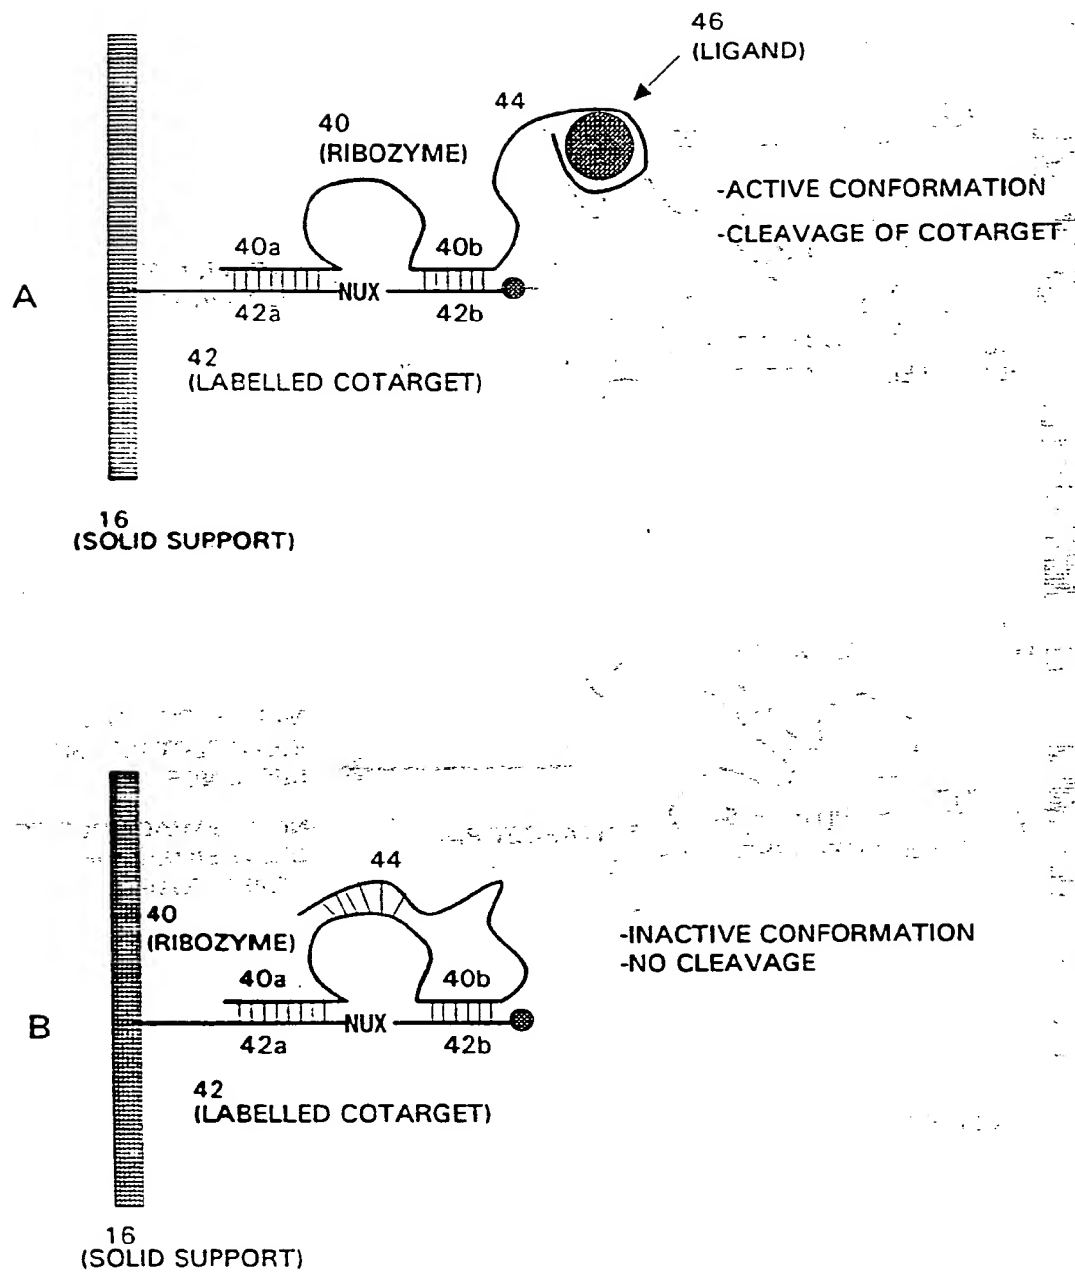 46
(LIGAND)
44
40
(RIBOZYME)
-ACTIVE CONFORMATION
-CLEAVAGE OF COTARGET
40a
40b
A
NUX
42a
42b
42
(LABELLED COTARGET)
16
(SOLID SUPPORT)
44
40
(RIBOZYME)
-INACTIVE CONFORMATION
-NO CLEAVAGE
40a
40b
B
NUX
42a
42b
42
(LABELLED COTARGET)
16
(SOLID SUPPORT)